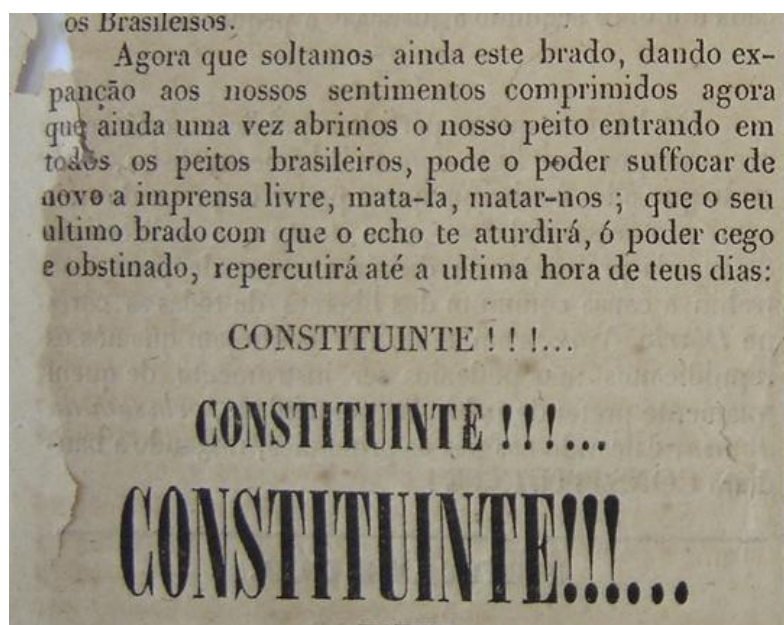 os Brasileisos.
Agora que soltamos ainda este brado, dando ex-
panção aos nossos sentimentos comprimidos agora
que ainda uma vez abrimos o nosso peito entrando em
todos os peitos brasileiros, pode o poder suffocar de
novo a imprensa livre, mata-la, matar-nos ; que o seu
ultimo brado com que o echo te aturdirá, ó poder cego
e obstinado, repercutirá até a ultima hora de teus dias:
CONSTITUINTE ! ! !...
CONSTITUINTE !!!...
CONSTITUINTE!!!...